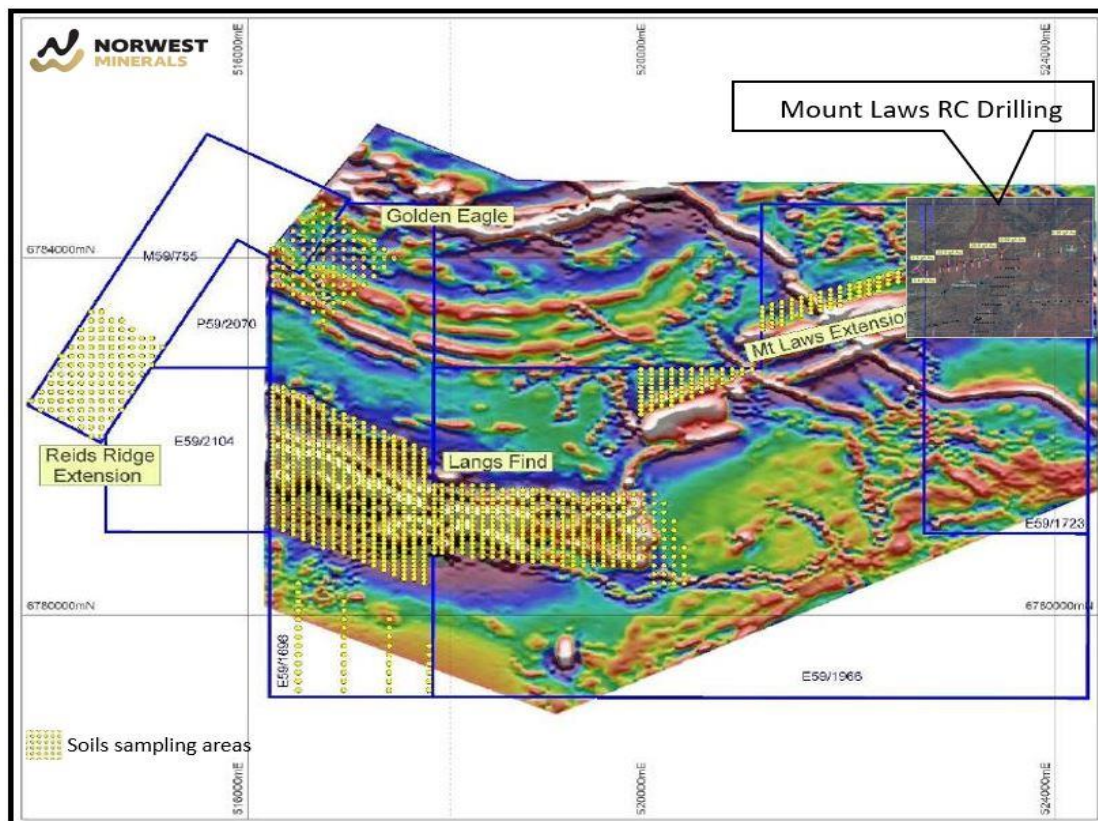 NORWEST
MINERALS
516000mE
520000mE
524000mE
Mount Laws RC Drilling
Golden Eagle
6784000mN
M59/755
P59/2070
Mt Laws Extension
E59/2104
Reids Ridge
Extension
Langs Find
E59/1723
6780000mN
6780000mN
E59/1696
E59/1966
Soils sampling areas
516000mE
520000mE
524000mE